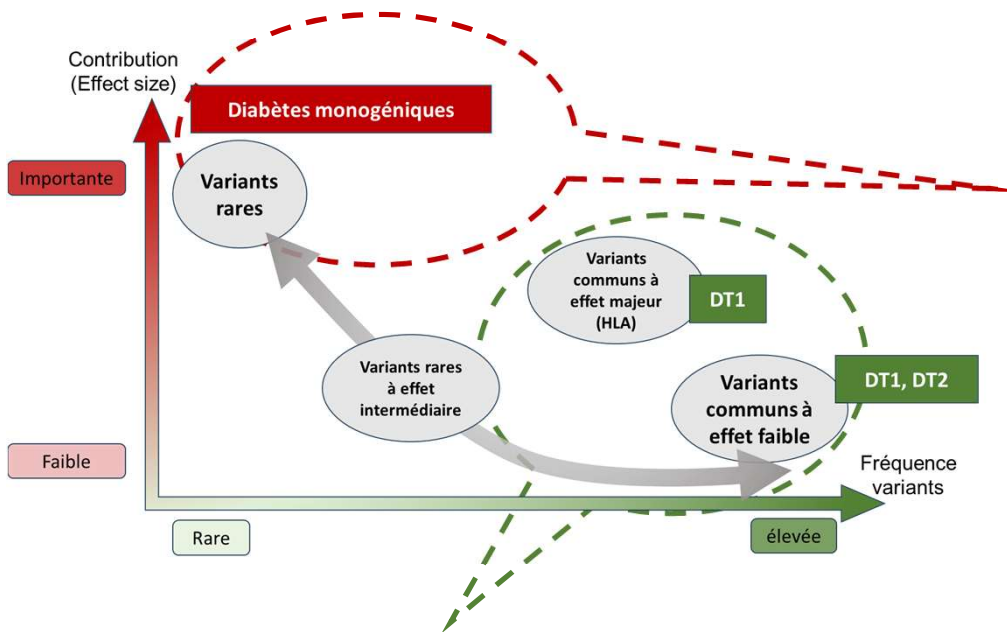 Contribution
(Effect size)
Diabètes monogéniques
Importante
Variants
rares
Variants
communs à
effet majeur
(HLA)
DT1
Variants rares
à effet
intermédiaire
Variants
communs à
effet faible
DT1, DT2
Faible
Fréquence
variants
Rare
élevée